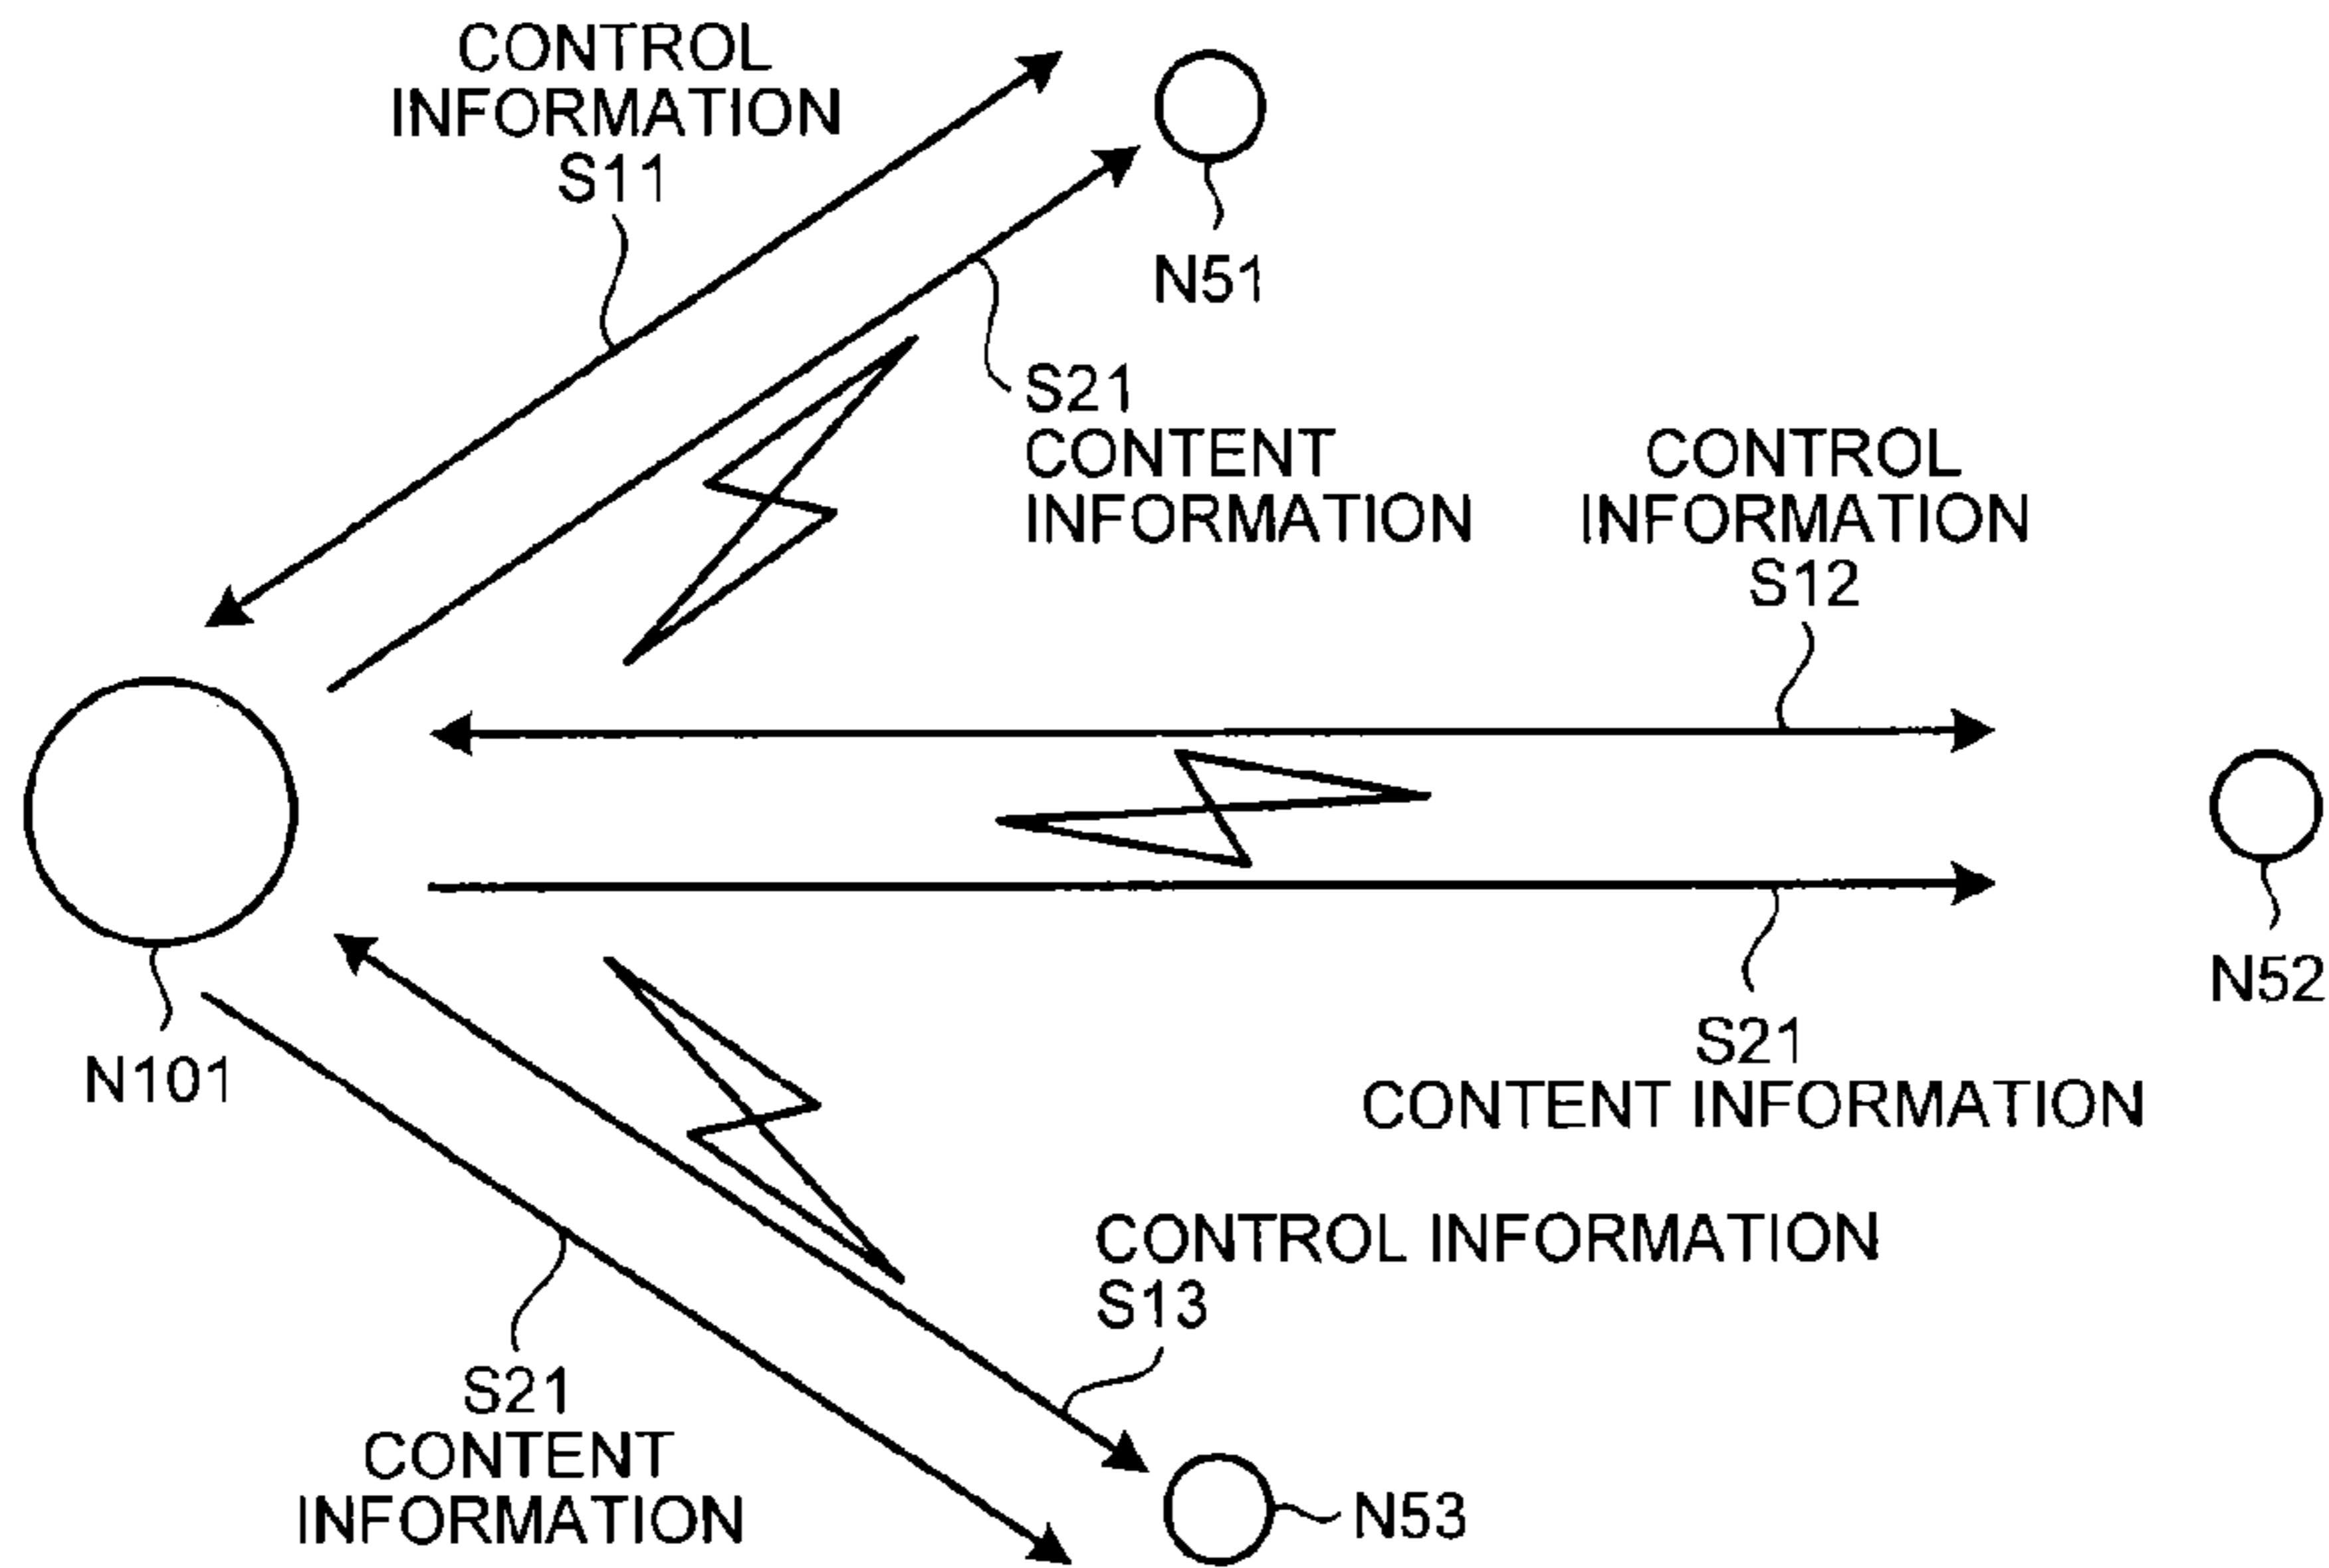 CONTROL
INFORMATION
S11
N51
S21
CONTENT
INFORMATION
CONTROL
INFORMATION
S12
N52
N101
S21
CONTENT INFORMATION
CONTROL INFORMATION
S13
S21
CONTENT
INFORMATION
N53